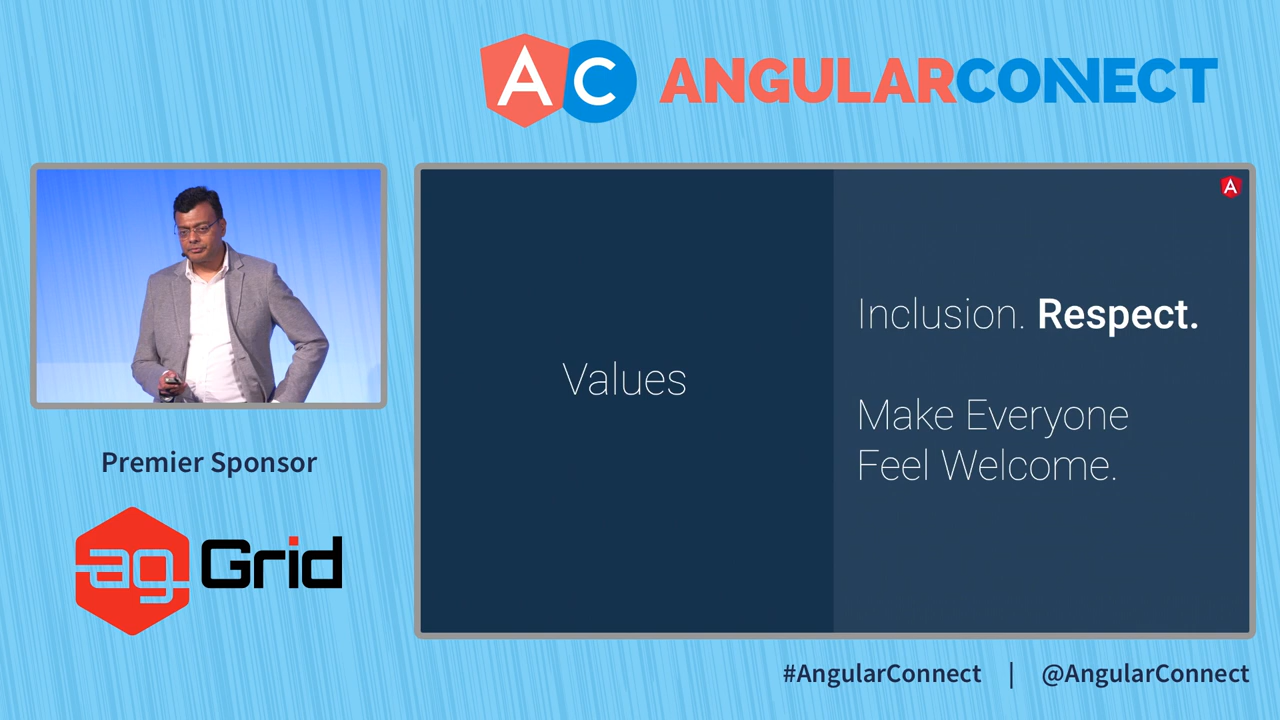 AC ANGULARCONNECT
A
Values
Inclusion. Respect.
Make Everyone
Feel Welcome.
Premier Sponsor
ag Grid
#AngularConnect | @AngularConnect